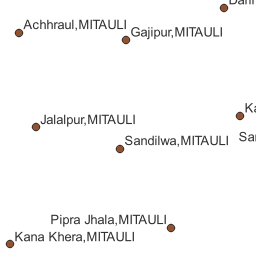 Achhraul,MITAULI
Gajipur,MITAULI
Jalalpur,MITAULI
Sandilwa,MITAULI
Pipra Jhala,MITAULI
Kana Khera,MITAULI